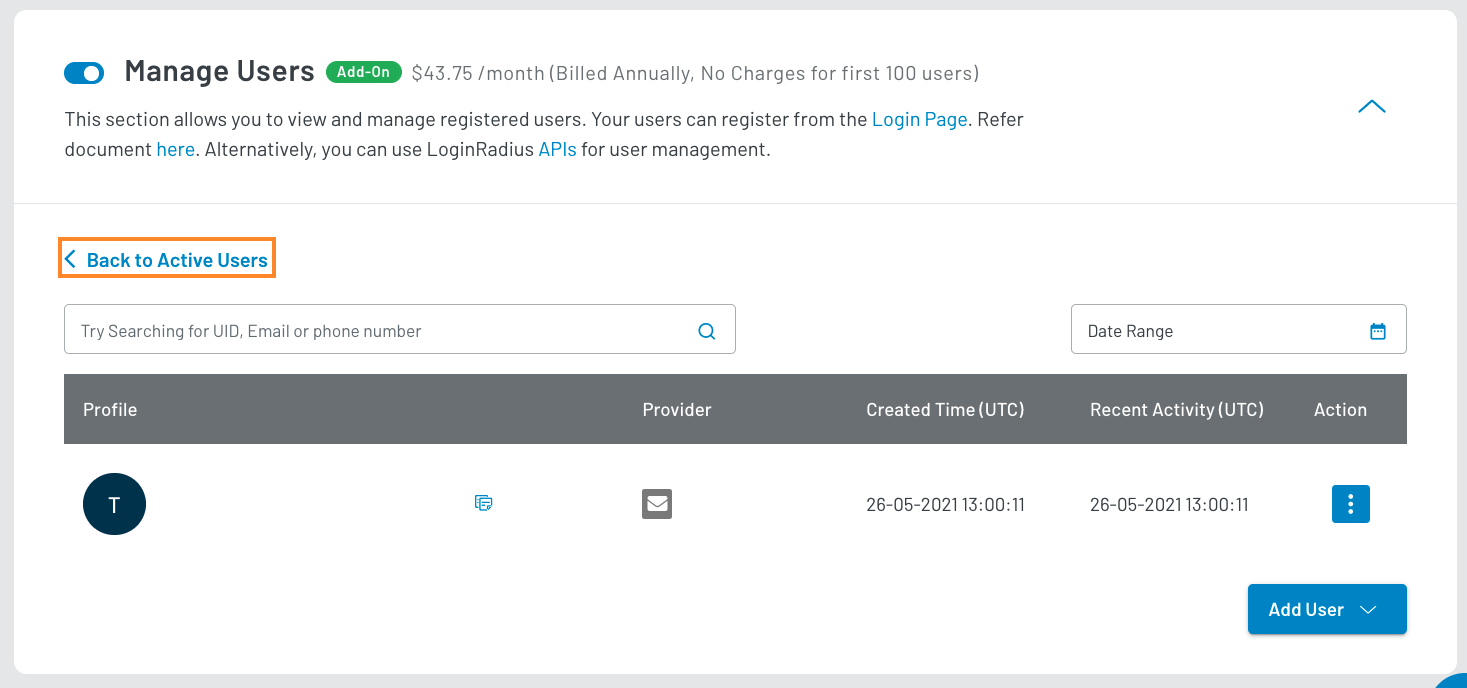 Manage Users Add-On $43.75 /month (Billed Annually, No Charges for first 100 users)
This section allows you to view and manage registered users. Your users can register from the Login Page. Refer
document here. Alternatively, you can use LoginRadius APIs for user management.
Back to Active Users
Try Searching for UID, Email or phone number Date Range
Profile Provider Created Time (UTC) Recent Activity (UTC) Action
T 26-05-2021 13:00:11 26-05-2021 13:00:11
Add User